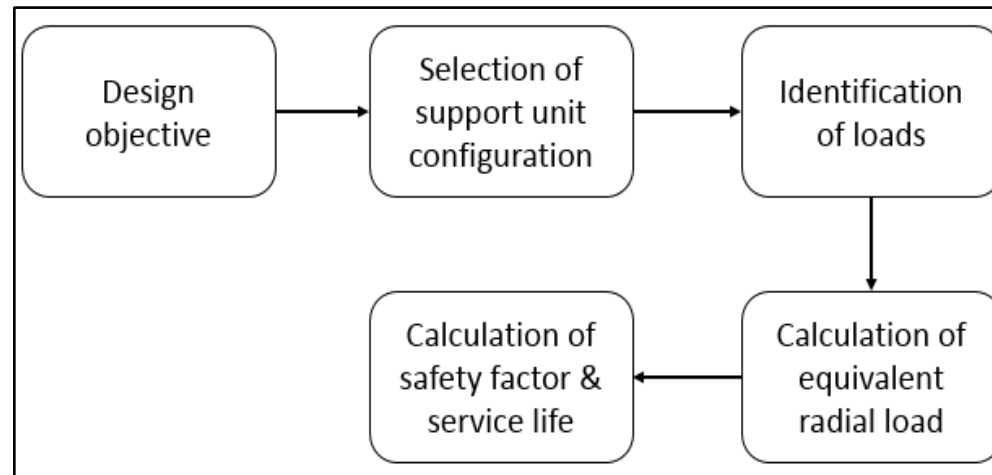 Design
objective
Selection of
support unit
configuration
Identification
of loads
Calculation of
equivalent
radial load
Calculation of
safety factor &
service life